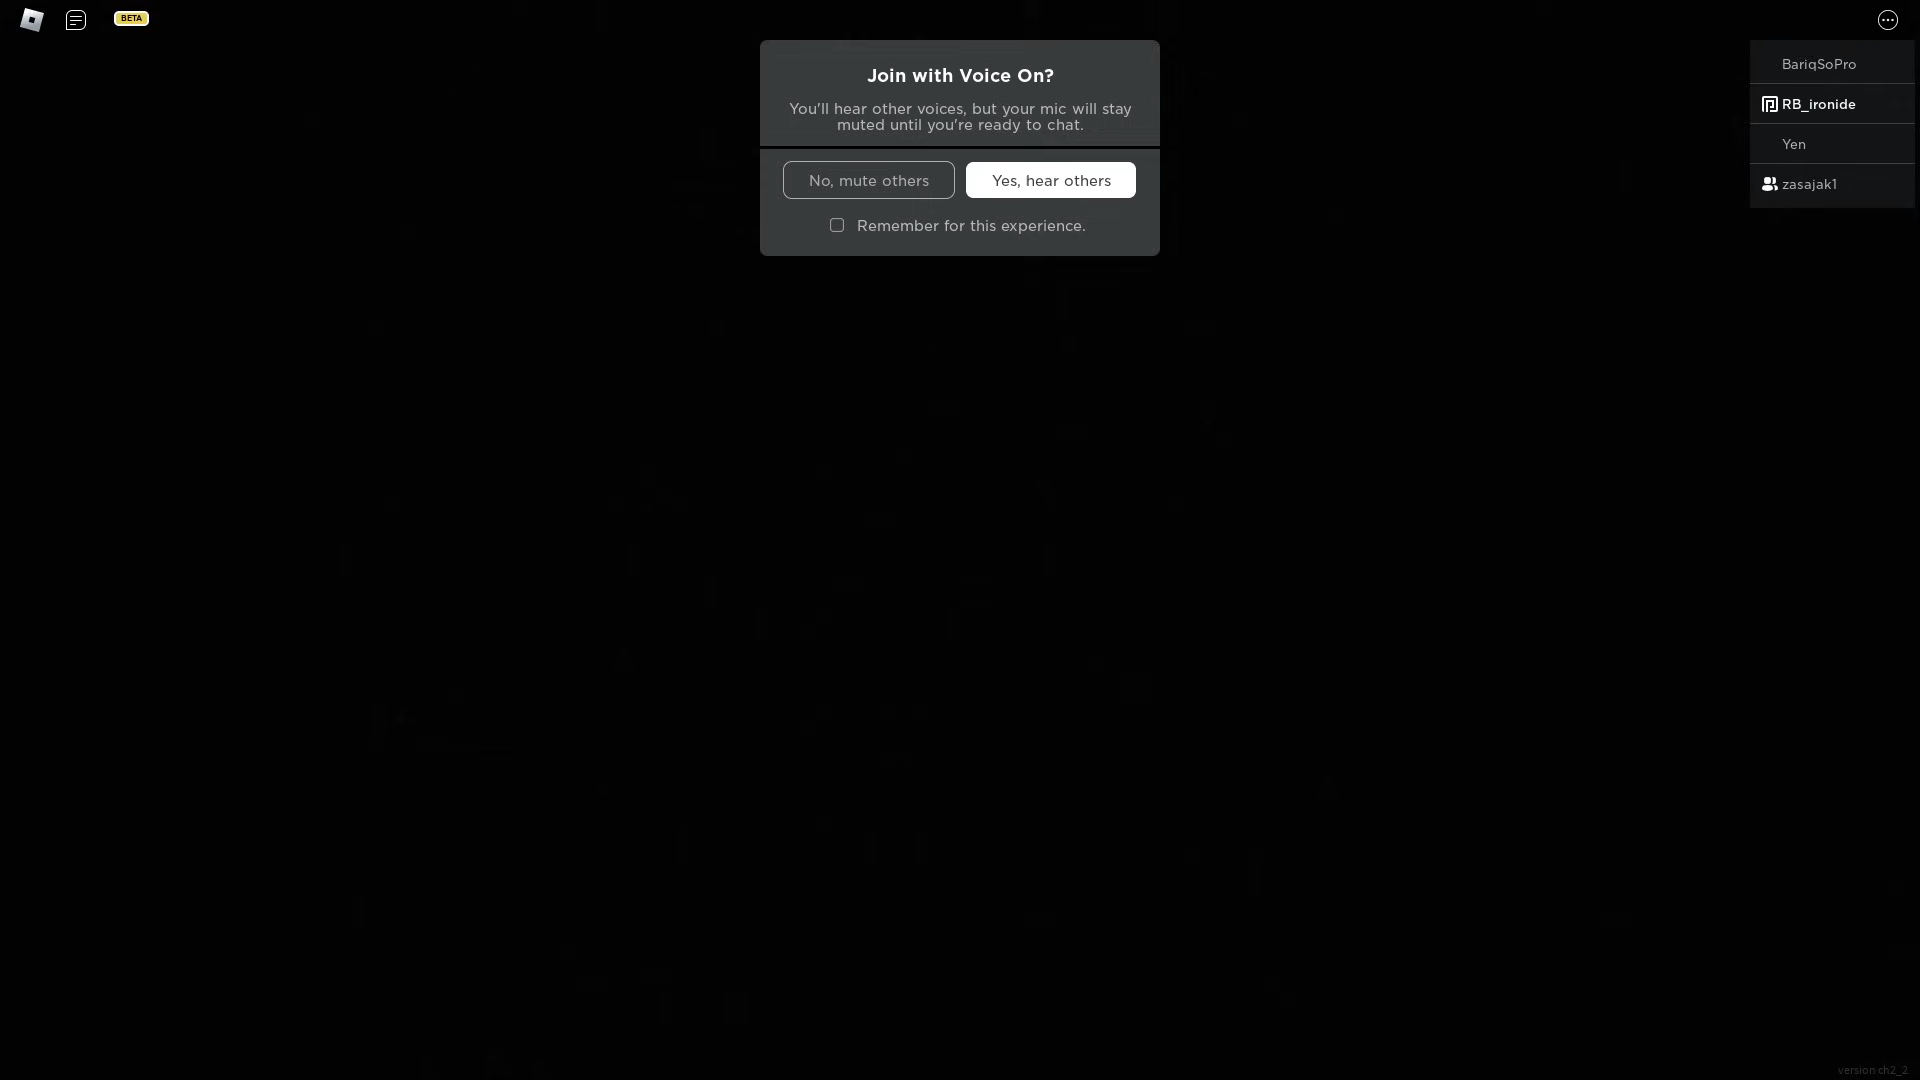 BETA
Join with Voice On?
You'll hear other voices, but your mic will stay
muted until you're ready to chat.
No, mute others
Yes, hear others
Remember for this experience.
BariqSoPro
RB_ironide
Yen
zasajak1
version ch2_2